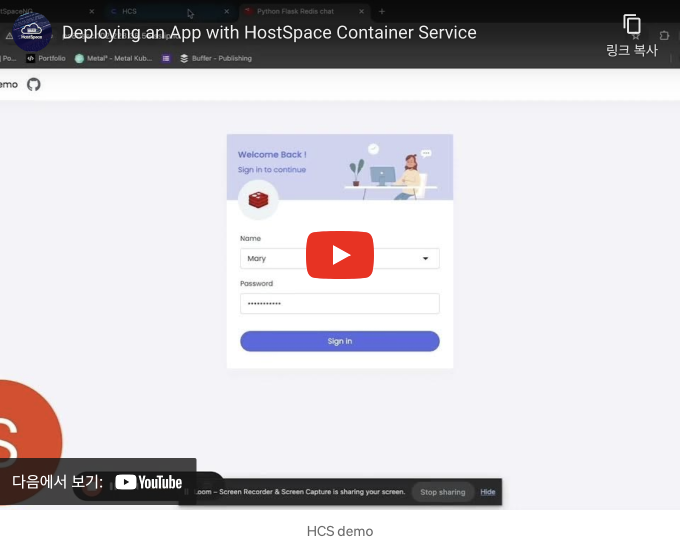 HCS
Python Flask Redis chat
Deploying an App with HostSpace Container Service
HostSpace
링크 복사
Portfolio
Metal³ - Metal Kub...
Buffer - Publishing
emo
Welcome Back !
Sign in to continue
Name
Mary
Password
Sign in
S
다음에서 보기:
YouTube
Loom – Screen Recorder & Screen Capture is sharing your screen.
Stop sharing
Hide
HCS demo